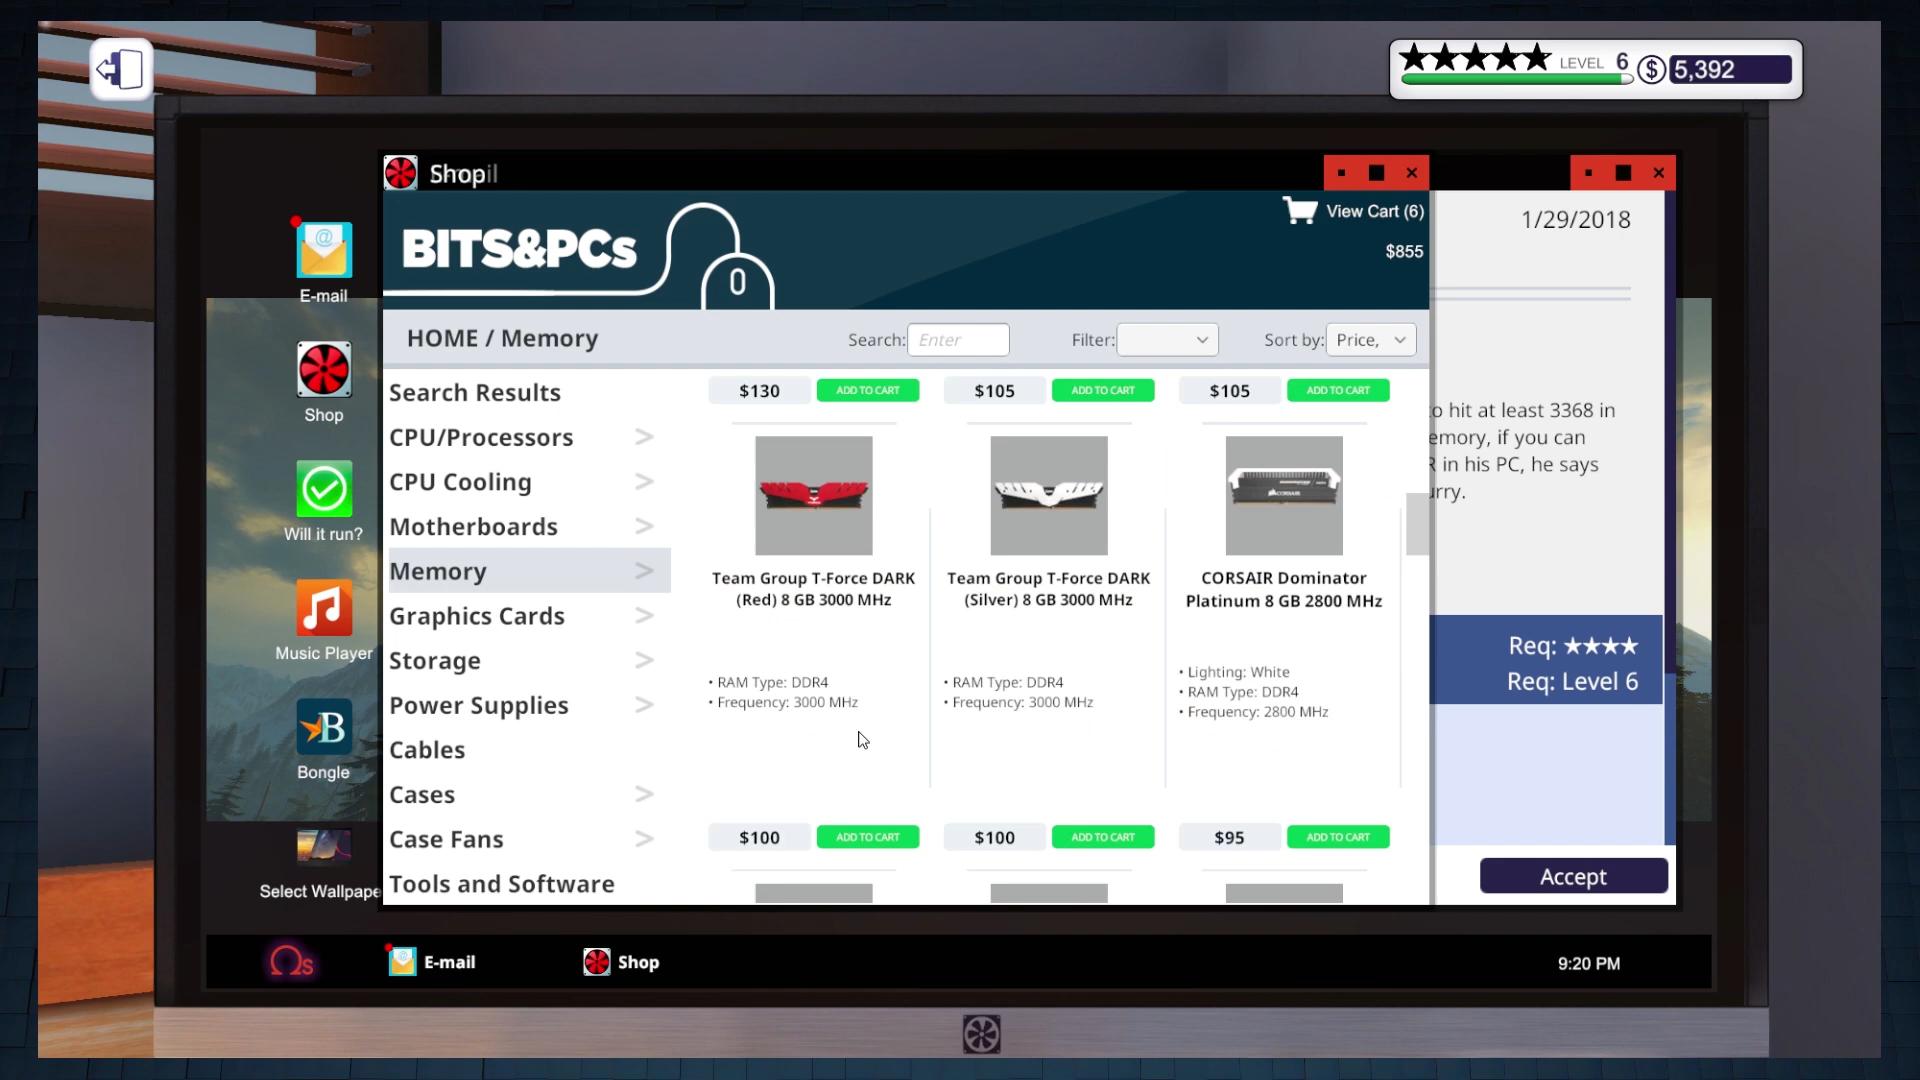 LEVEL 6
$ 5,392
Shop
View Cart (6)
BITS&PCs
$855
1/29/2018
HOME / Memory
Search: Enter
Filter:
Sort by: Price,
E-mail
Shop
Will it run?
Music Player
Bongle
Select Wallpape
Search Results
CPU/Processors >
CPU Cooling >
Motherboards >
Memory >
Graphics Cards >
Storage >
Power Supplies >
Cables
Cases >
Case Fans >
Tools and Software
$130 ADD TO CART
$105 ADD TO CART
$105 ADD TO CART
Team Group T-Force DARK
(Red) 8 GB 3000 MHz
• RAM Type: DDR4
• Frequency: 3000 MHz
$100 ADD TO CART
Team Group T-Force DARK
(Silver) 8 GB 3000 MHz
• RAM Type: DDR4
• Frequency: 3000 MHz
$100 ADD TO CART
CORSAIR
CORSAIR Dominator
Platinum 8 GB 2800 MHz
• Lighting: White
• RAM Type: DDR4
• Frequency: 2800 MHz
$95 ADD TO CART
to hit at least 3368 in
emory, if you can
R in his PC, he says
urry.
Req: ★★★★
Req: Level 6
Accept
Ωs
E-mail
Shop
9:20 PM